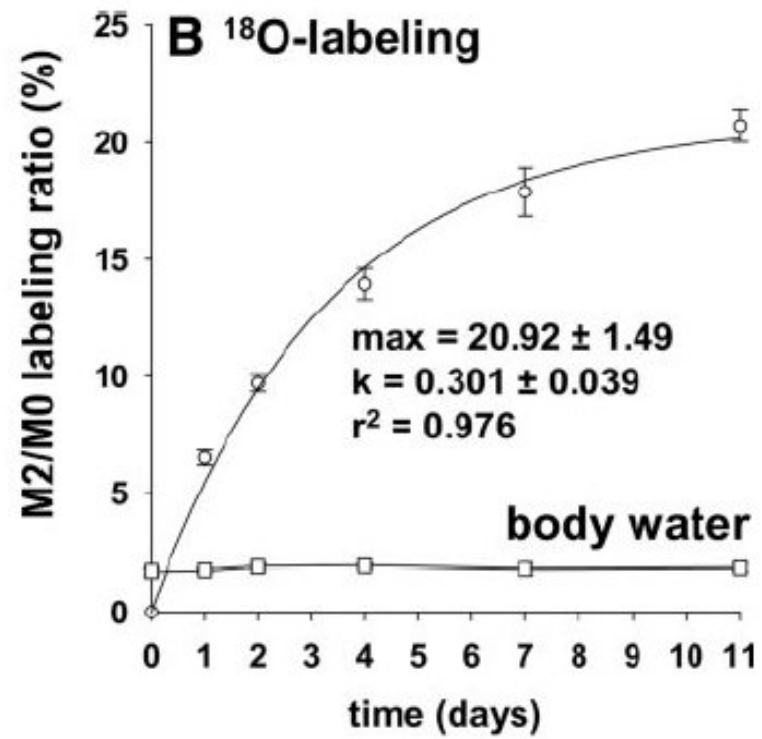 B ¹⁸O-labeling
M2/M0 labeling ratio (%)
25
20
15
10
5
0
max = 20.92 ± 1.49
k = 0.301 ± 0.039
r² = 0.976
body water
0 1 2 3 4 5 6 7 8 9 10 11
time (days)